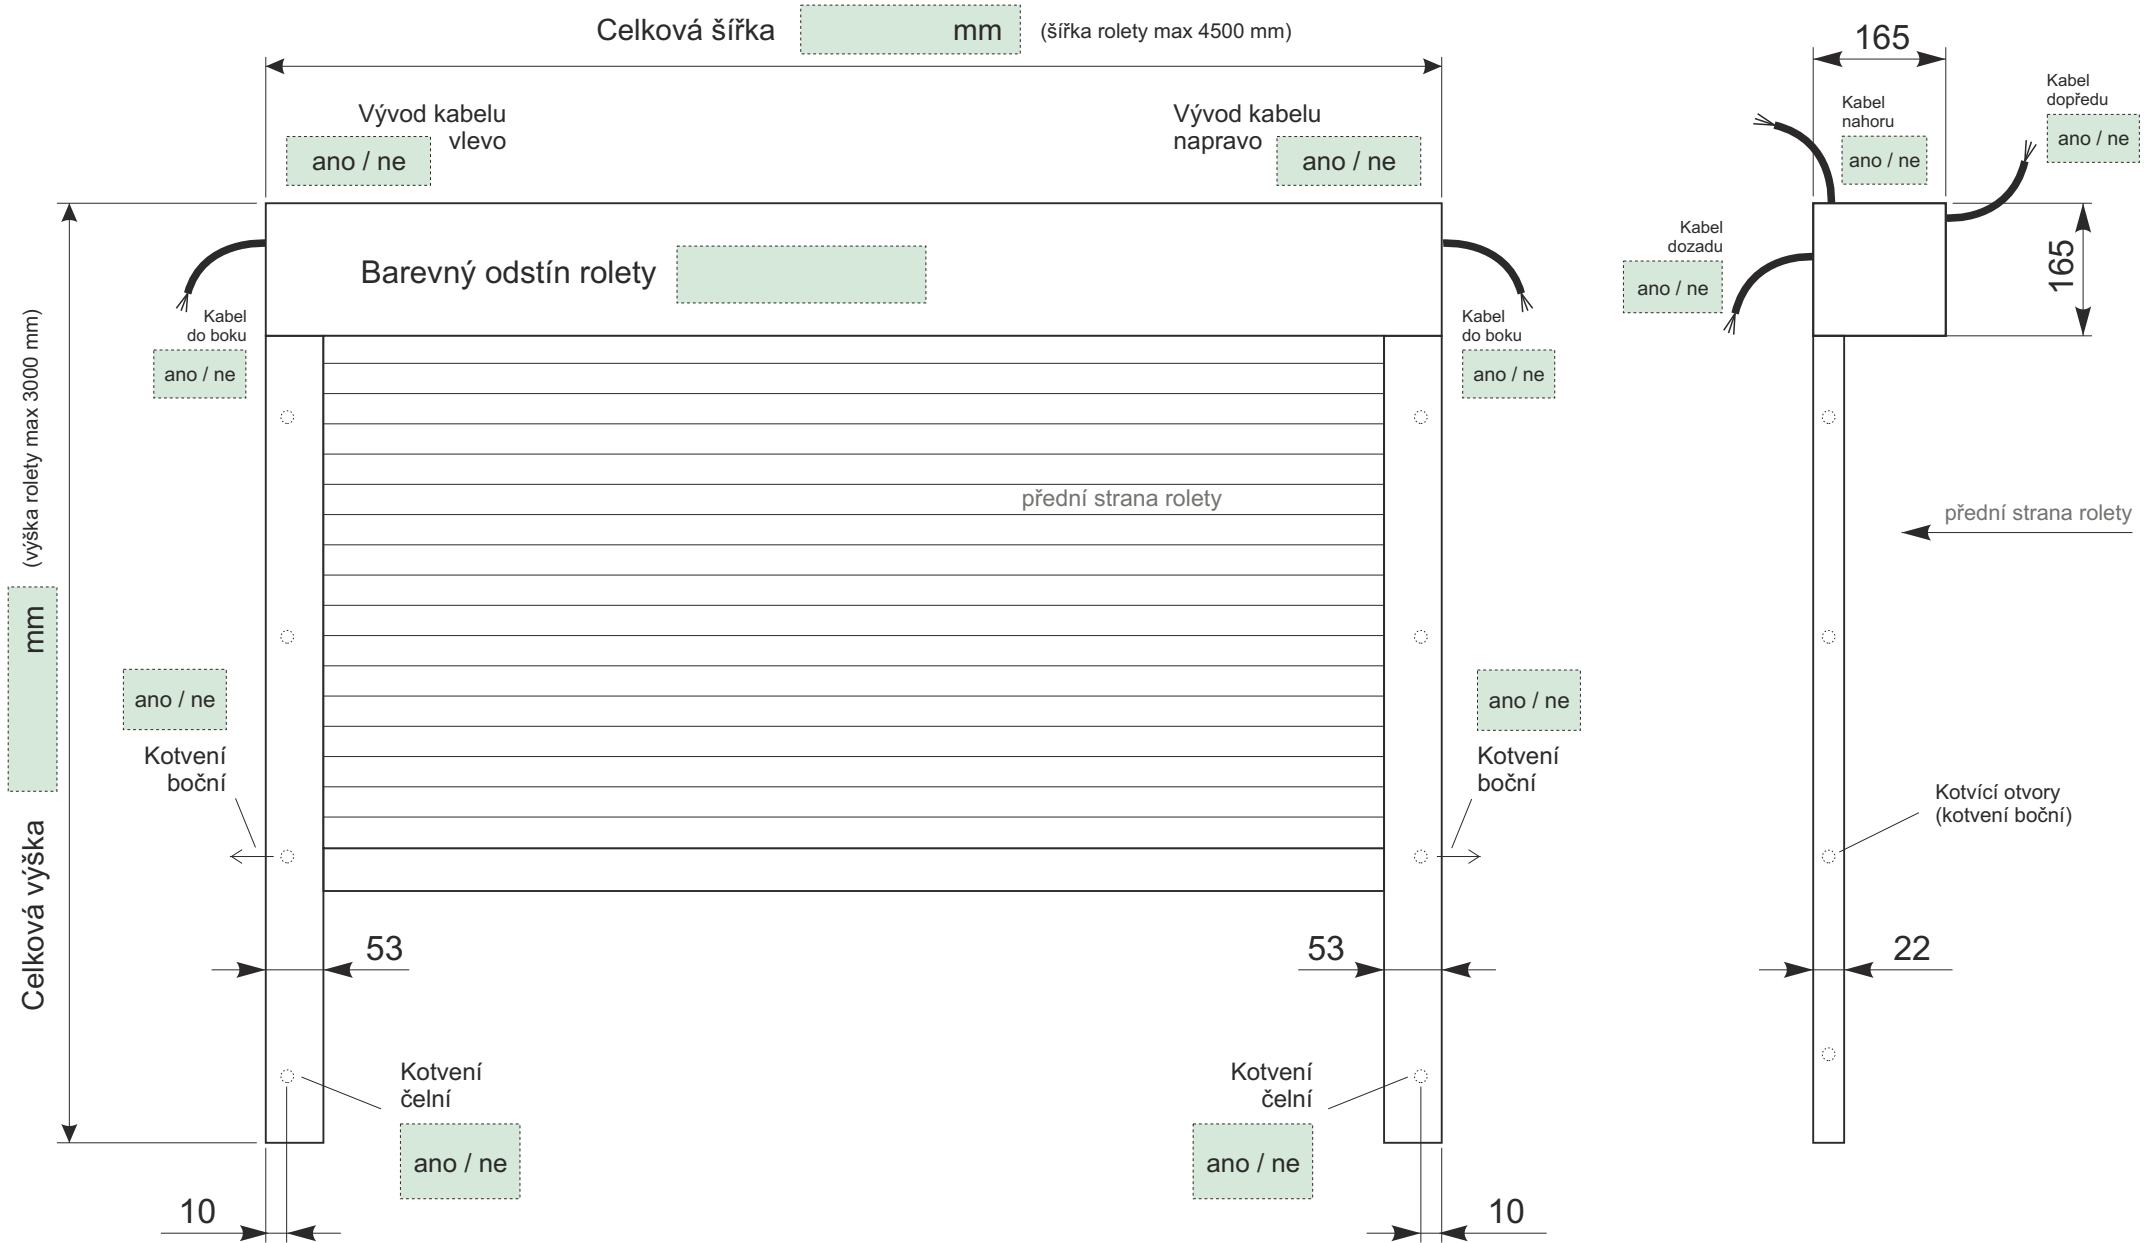 Celková šířka mm (šířka rolety max 4500 mm)
165
Vývod kabelu
vlevo
ano / ne
Vývod kabelu
napravo
ano / ne
Kabel
nahoru
ano / ne
Kabel
dopředu
ano / ne
Kabel
dozadu
ano / ne
165
Barevný odstín rolety
Kabel
do boku
ano / ne
Kabel
do boku
ano / ne
Celková výška mm (výška rolety max 3000 mm)
přední strana rolety
přední strana rolety
ano / ne
Kotvení
boční
ano / ne
Kotvení
boční
Kotvící otvory
(kotvení boční)
53
53
22
Kotvení
čelní
ano / ne
Kotvení
čelní
ano / ne
10
10